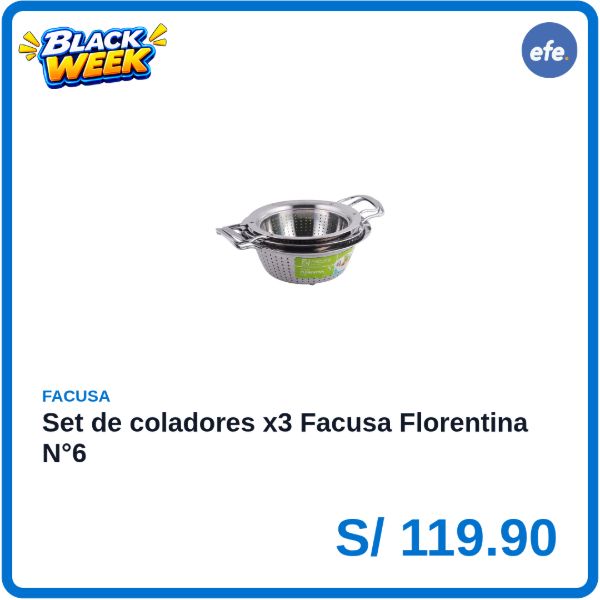 BLACK
WEEK
efe.
FACUSA
Set de coladores x3 Facusa Florentina
N°6
S/ 119.90